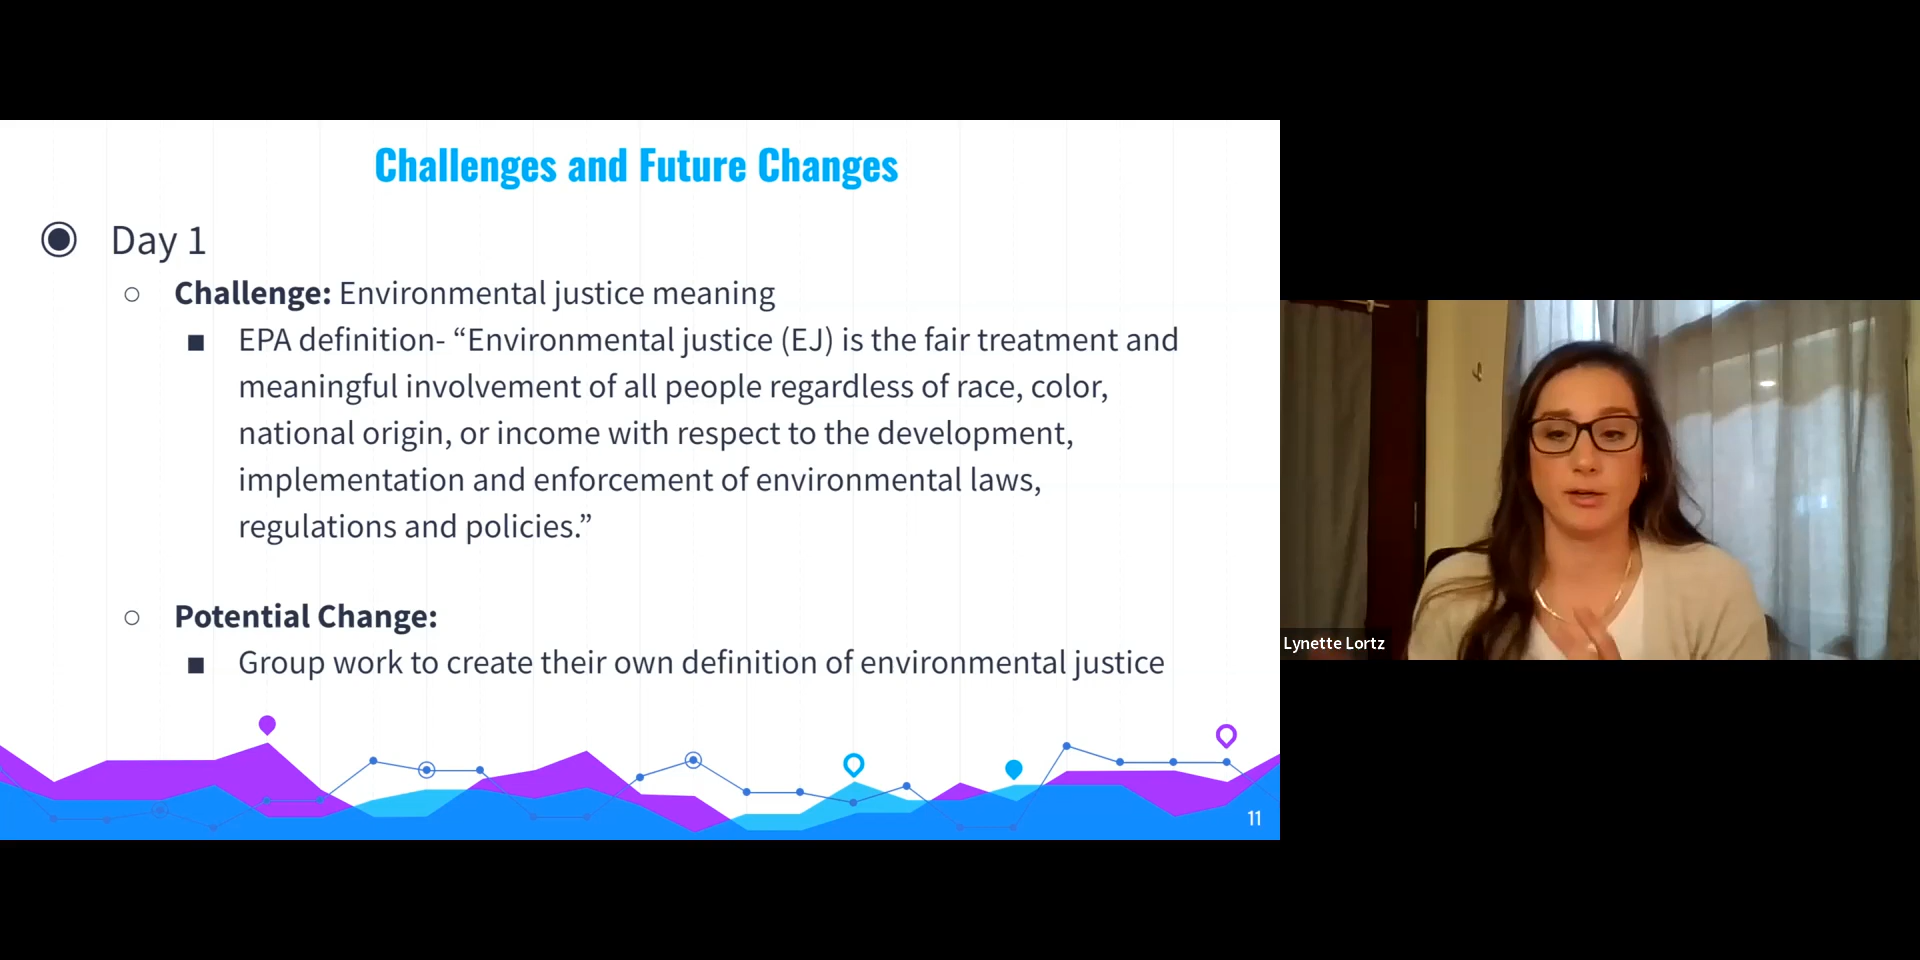 Challenges and Future Changes
Day 1
Challenge: Environmental justice meaning
EPA definition- “Environmental justice (EJ) is the fair treatment and
meaningful involvement of all people regardless of race, color,
national origin, or income with respect to the development,
implementation and enforcement of environmental laws,
regulations and policies.”
Potential Change:
Group work to create their own definition of environmental justice
11
Lynette Lortz